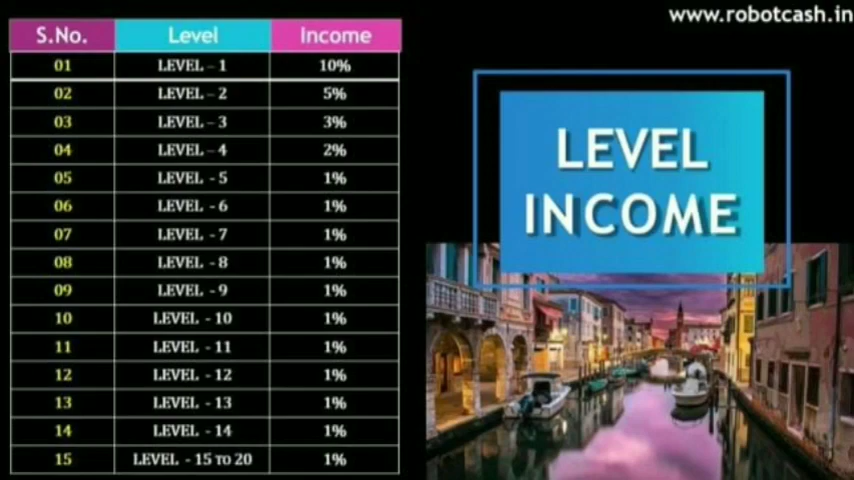 www.robotcash.in
S.No. Level Income
01 LEVEL – 1 10%
02 LEVEL – 2 5%
03 LEVEL – 3 3%
04 LEVEL – 4 2%
05 LEVEL - 5 1%
06 LEVEL - 6 1%
07 LEVEL - 7 1%
08 LEVEL - 8 1%
09 LEVEL - 9 1%
10 LEVEL - 10 1%
11 LEVEL - 11 1%
12 LEVEL - 12 1%
13 LEVEL - 13 1%
14 LEVEL - 14 1%
15 LEVEL - 15 TO 20 1%
LEVEL
INCOME